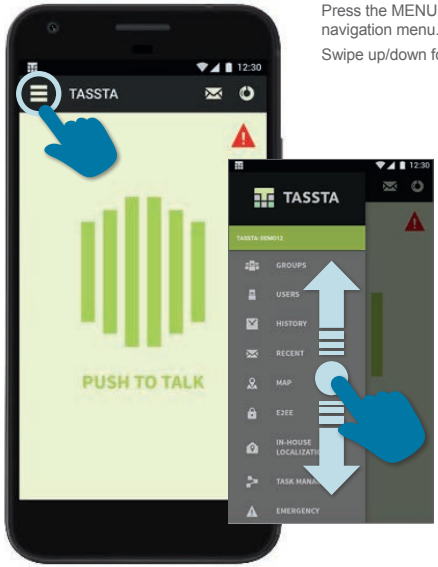 Press the MENU
navigation menu.
Swipe up/down fo
12:30
TASSTA
PUSH TO TALK
12:30
TASSTA
TASSTA: DEMO12
GROUPS
USERS
HISTORY
RECENT
MAP
E2EE
IN-HOUSE
LOCALIZATIO
TASK MANA
EMERGENCY